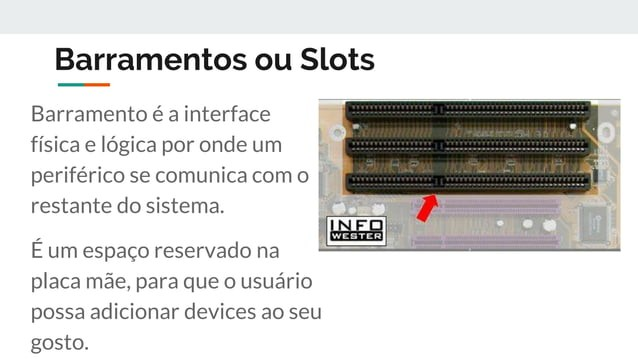 Barramentos ou Slots
Barramento é a interface
física e lógica por onde um
periférico se comunica com o
restante do sistema.
É um espaço reservado na
placa mãe, para que o usuário
possa adicionar devices ao seu
gosto.
INFO
WESTER